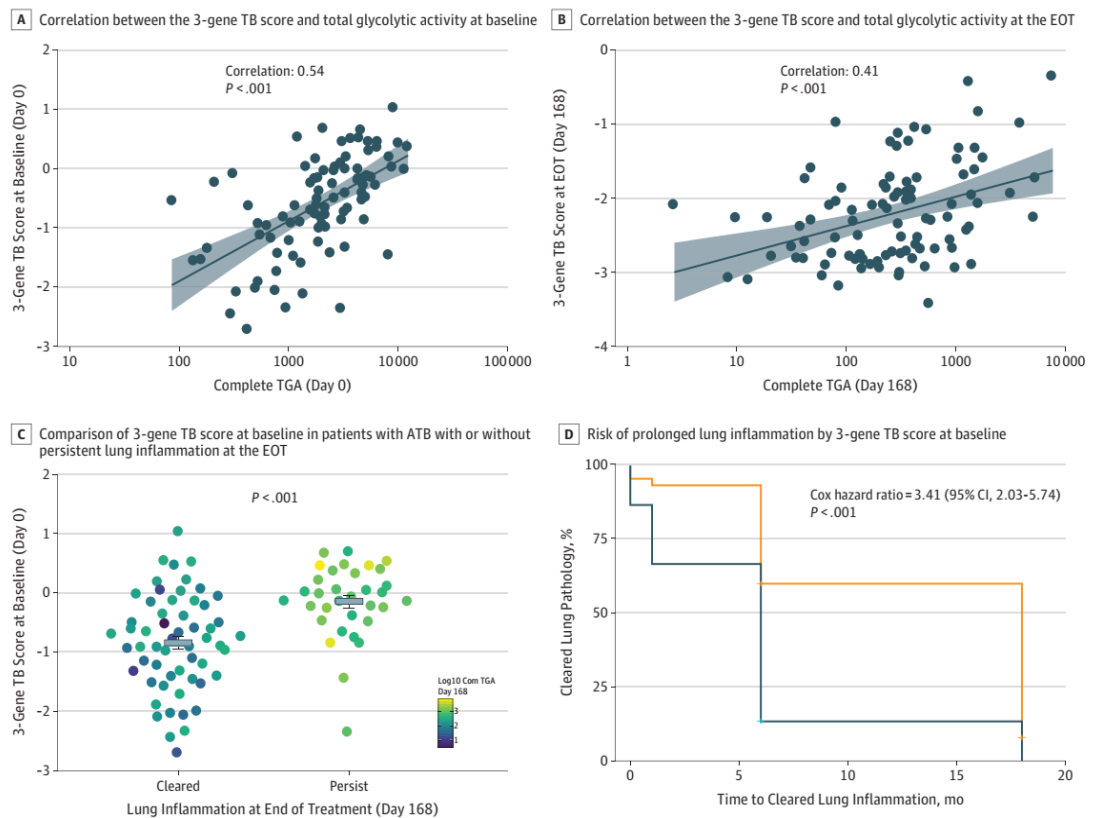 A Correlation between the 3-gene TB score and total glycolytic activity at baseline
2
1
0
-1
-2
-3
3-Gene TB Score at Baseline (Day 0)
Correlation: 0.54
P < .001
10 100 1000 10000 100000
Complete TGA (Day 0)
B Correlation between the 3-gene TB score and total glycolytic activity at the EOT
0
-1
-2
-3
-4
3-Gene TB Score at EOT (Day 168)
Correlation: 0.41
P < .001
1 10 100 1000 10000
Complete TGA (Day 168)
C Comparison of 3-gene TB score at baseline in patients with ATB with or without
persistent lung inflammation at the EOT
2
1
0
-1
-2
-3
3-Gene TB Score at Baseline (Day 0)
P < .001
Log10 Com TGA
Day 168
3
2
1
Cleared Persist
Lung Inflammation at End of Treatment (Day 168)
D Risk of prolonged lung inflammation by 3-gene TB score at baseline
100
75
50
25
0
Cleared Lung Pathology, %
Cox hazard ratio = 3.41 (95% CI, 2.03-5.74)
P < .001
0 5 10 15 20
Time to Cleared Lung Inflammation, mo